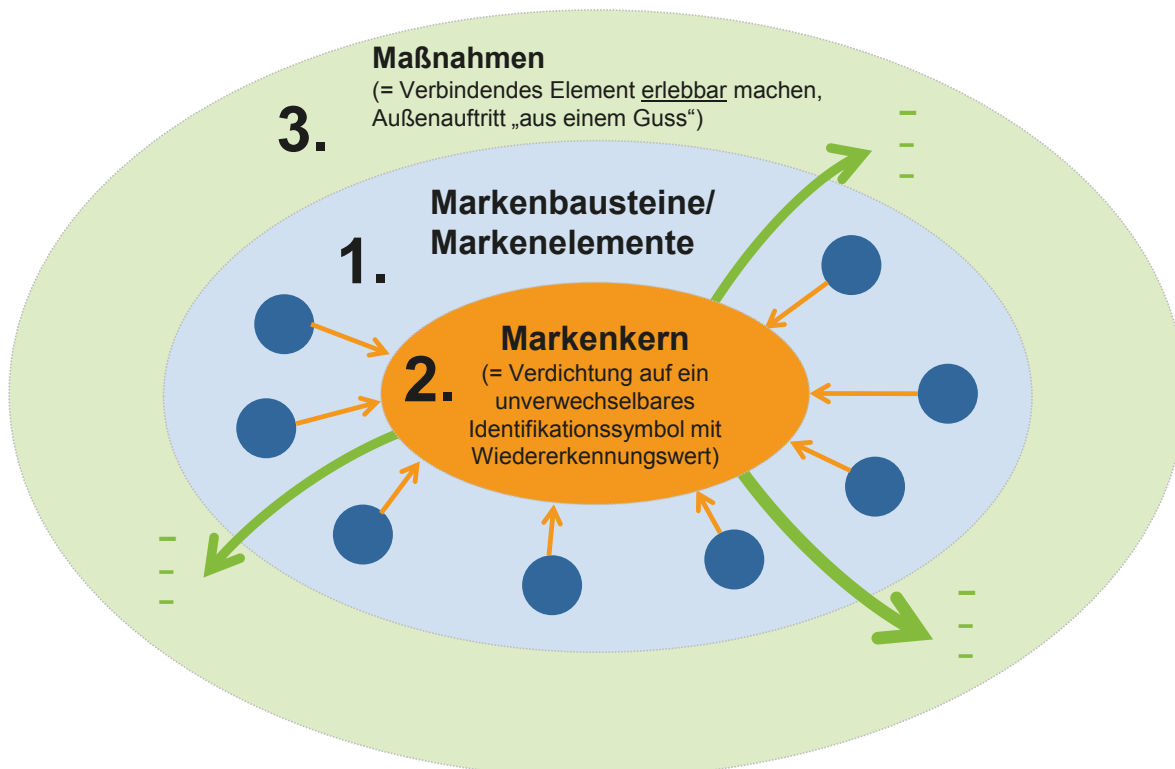 Maßnahmen
(= Verbindendes Element erlebbar machen,
Außenauftritt „aus einem Guss“)
3.
Markenbausteine/
Markenelemente
1.
Markenkern
2.
(= Verdichtung auf ein
unverwechselbares
Identifikationssymbol mit
Wiedererkennungswert)